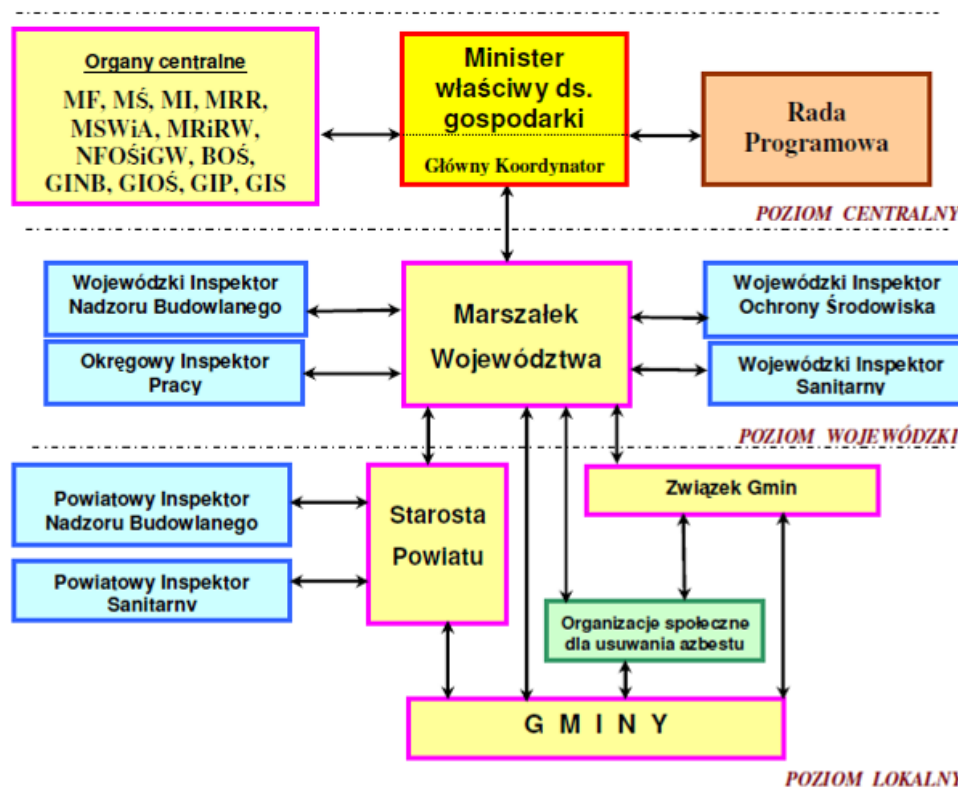 Organy centralne
MF, MŚ, MI, MRR,
MSWiA, MRiRW,
NFOŚiGW, BOŚ,
GINB, GIOŚ, GIP, GIS
Minister
właściwy ds.
gospodarki
Główny Koordynator
Rada
Programowa
POZIOM CENTRALNY
Wojewódzki Inspektor
Nadzoru Budowlanego
Okręgowy Inspektor
Pracy
Marszałek
Województwa
Wojewódzki Inspektor
Ochrony Środowiska
Wojewódzki Inspektor
Sanitarny
POZIOM WOJEWÓDZKI
Powiatowy Inspektor
Nadzoru Budowlanego
Powiatowy Inspektor
Sanitarny
Starosta
Powiatu
Związek Gmin
Organizacje społeczne
dla usuwania azbestu
G M I N Y
POZIOM LOKALNY